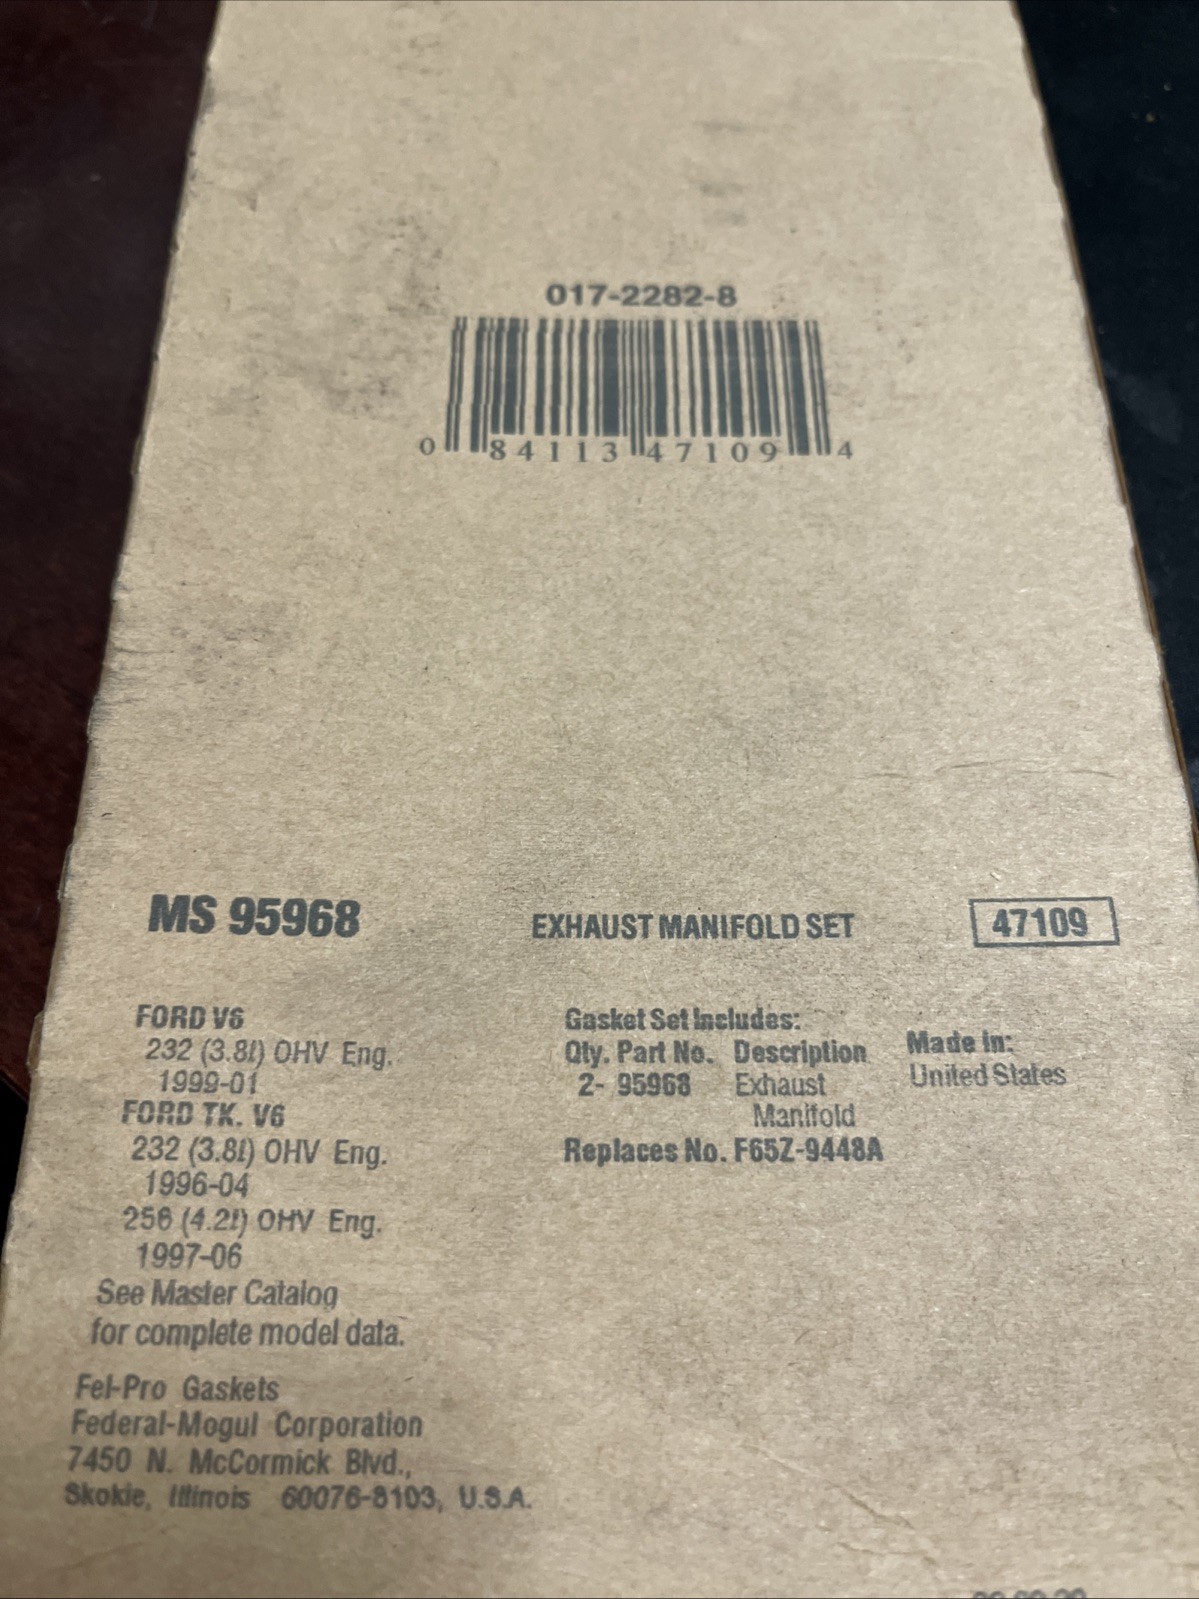 017-2282-8
0 84113 47109 4
MS 95968 EXHAUST MANIFOLD SET 47109
FORD V6
232 (3.8l) OHV Eng.
1999-01
FORD TK. V6
232 (3.8l) OHV Eng.
1996-04
256 (4.2l) OHV Eng.
1997-06
See Master Catalog
for complete model data.
Gasket Set Includes:
Qty. Part No. Description
2- 95968 Exhaust
Manifold
Replaces No. F65Z-9448A
Made in:
United States
Fel-Pro Gaskets
Federal-Mogul Corporation
7450 N. McCormick Blvd.,
Skokie, Illinois 60076-8103, U.S.A.